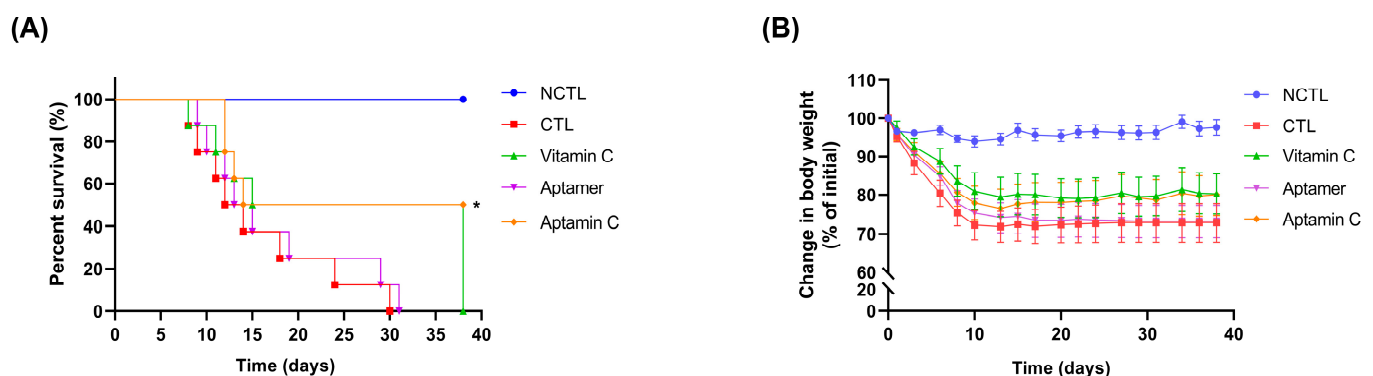 (A)
Percent survival (%)
100
80
60
40
20
0
0 5 10 15 20 25 30 35 40
Time (days)
*
NCTL
CTL
Vitamin C
Aptamer
Aptamin C
(B)
Change in body weight
(% of initial)
110
100
90
80
70
60
20
0
0 10 20 30 40
Time (days)
NCTL
CTL
Vitamin C
Aptamer
Aptamin C